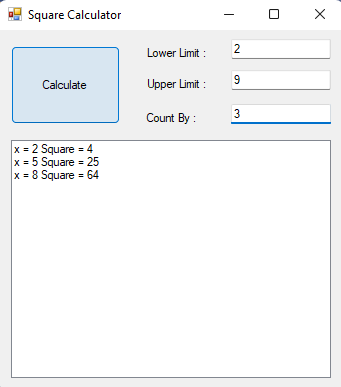 Square Calculator
Calculate
Lower Limit : 2
Upper Limit : 9
Count By : 3
x = 2 Square = 4
x = 5 Square = 25
x = 8 Square = 64